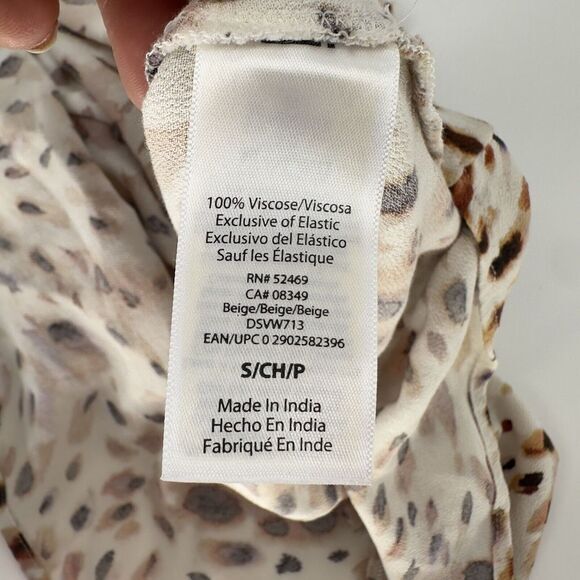 100% Viscose/Viscosa
Exclusive of Elastic
Exclusivo del Elástico
Sauf les Élastique
RN# 52469
CA# 08349
Beige/Beige/Beige
DSVW713
EAN/UPC 0 2902582396
S/CH/P
Made In India
Hecho En India
Fabriqué En Inde